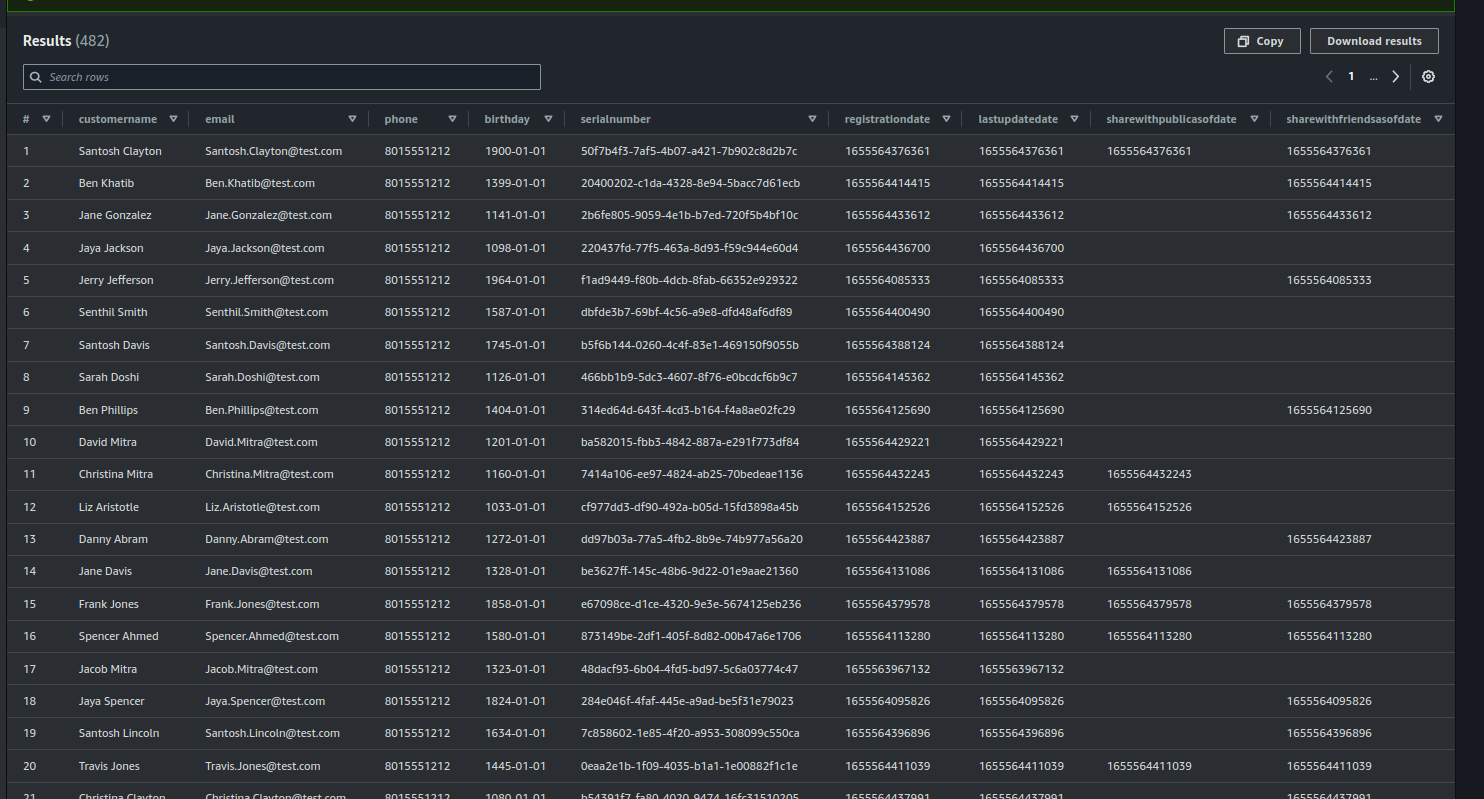 Results (482)
Copy
Download results
Search rows
1 ...
# customername email phone birthday serialnumber registrationdate lastupdatedate sharewithpublicasofdate sharewithfriendsasofdate
1 Santosh Clayton Santosh.Clayton@test.com 8015551212 1900-01-01 50f7b4f3-7af5-4b07-a421-7b902c8d2b7c 1655564376361 1655564376361 1655564376361 1655564376361
2 Ben Khatib Ben.Khatib@test.com 8015551212 1399-01-01 20400202-c1da-4328-8e94-5bacc7d61ecb 1655564414415 1655564414415 1655564414415
3 Jane Gonzalez Jane.Gonzalez@test.com 8015551212 1141-01-01 2b6fe805-9059-4e1b-b7ed-720f5b4bf10c 1655564433612 1655564433612 1655564433612
4 Jaya Jackson Jaya.Jackson@test.com 8015551212 1098-01-01 220437fd-77f5-463a-8d93-f59c944e60d4 1655564436700 1655564436700
5 Jerry Jefferson Jerry.Jefferson@test.com 8015551212 1964-01-01 f1ad9449-f80b-4dcb-8fab-66352e929322 1655564085333 1655564085333 1655564085333
6 Senthil Smith Senthil.Smith@test.com 8015551212 1587-01-01 dbfde3b7-69bf-4c56-a9e8-dfd48af6df89 1655564400490 1655564400490
7 Santosh Davis Santosh.Davis@test.com 8015551212 1745-01-01 b5f6b144-0260-4c4f-83e1-469150f9055b 1655564388124 1655564388124
8 Sarah Doshi Sarah.Doshi@test.com 8015551212 1126-01-01 466bb1b9-5dc3-4607-8f76-e0bcdcf6b9c7 1655564145362 1655564145362
9 Ben Phillips Ben.Phillips@test.com 8015551212 1404-01-01 314ed64d-643f-4cd3-b164-f4a8ae02fc29 1655564125690 1655564125690 1655564125690
10 David Mitra David.Mitra@test.com 8015551212 1201-01-01 ba582015-fbb3-4842-887a-e291f773df84 1655564429221 1655564429221
11 Christina Mitra Christina.Mitra@test.com 8015551212 1160-01-01 7414a106-ee97-4824-ab25-70bedeae1136 1655564432243 1655564432243 1655564432243
12 Liz Aristotle Liz.Aristotle@test.com 8015551212 1033-01-01 cf977dd3-df90-492a-b05d-15fd3898a45b 1655564152526 1655564152526 1655564152526
13 Danny Abram Danny.Abram@test.com 8015551212 1272-01-01 dd97b03a-77a5-4fb2-8b9e-74b977a56a20 1655564423887 1655564423887 1655564423887
14 Jane Davis Jane.Davis@test.com 8015551212 1328-01-01 be3627ff-145c-48b6-9d22-01e9aae21360 1655564131086 1655564131086 1655564131086
15 Frank Jones Frank.Jones@test.com 8015551212 1858-01-01 e67098ce-d1ce-4320-9e3e-5674125eb236 1655564379578 1655564379578 1655564379578 1655564379578
16 Spencer Ahmed Spencer.Ahmed@test.com 8015551212 1580-01-01 873149be-2df1-405f-8d82-00b47a6e1706 1655564113280 1655564113280 1655564113280 1655564113280
17 Jacob Mitra Jacob.Mitra@test.com 8015551212 1323-01-01 48dacf93-6b04-4fd5-bd97-5c6a03774c47 1655563967132 1655563967132
18 Jaya Spencer Jaya.Spencer@test.com 8015551212 1824-01-01 284e046f-4faf-445e-a9ad-be5f31e79023 1655564095826 1655564095826 1655564095826
19 Santosh Lincoln Santosh.Lincoln@test.com 8015551212 1634-01-01 7c858602-1e85-4f20-a953-308099c550ca 1655564396896 1655564396896 1655564396896
20 Travis Jones Travis.Jones@test.com 8015551212 1445-01-01 0eaa2e1b-1f09-4035-b1a1-1e00882f1c1e 1655564411039 1655564411039 1655564411039 1655564411039
21 Christina Clayton Christina.Clayton@test.com 8015551212 1080-01-01 1655564437991 1655564437991 1655564437991